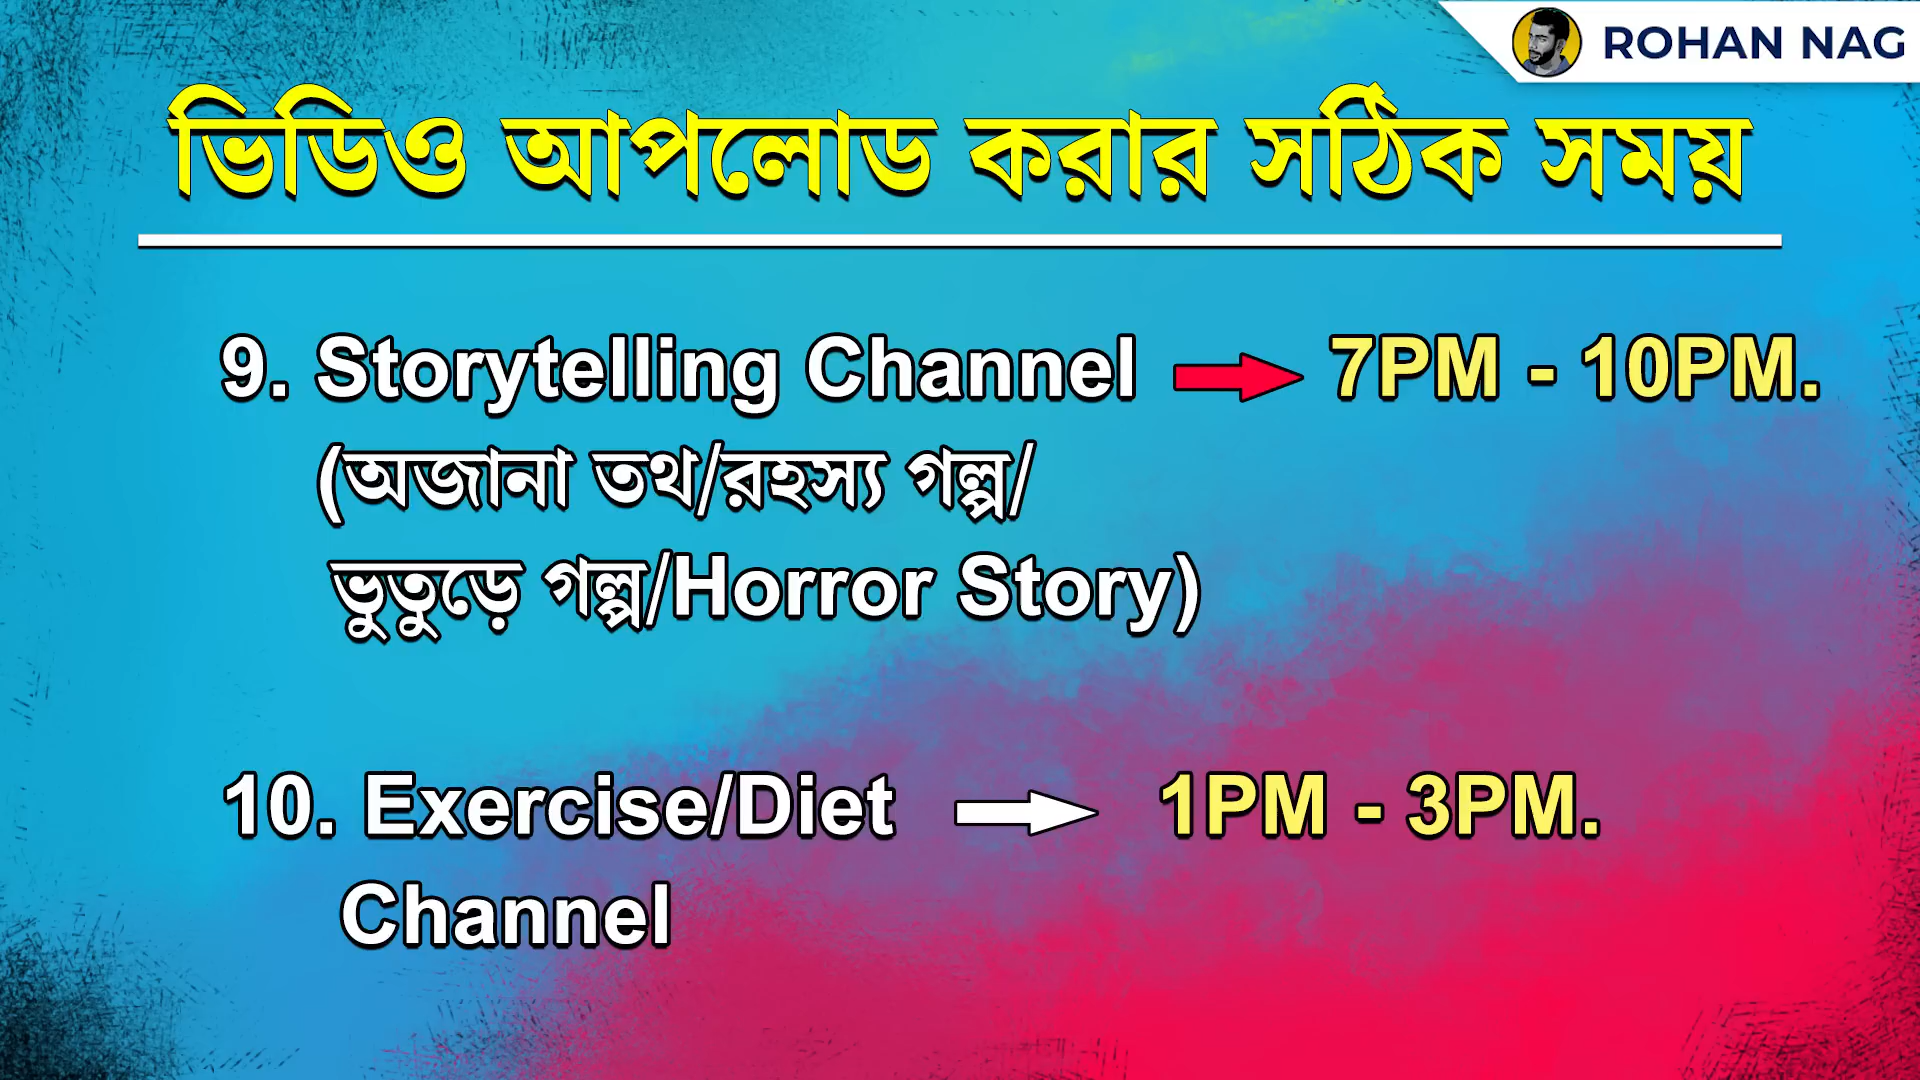 ROHAN NAG
ভিডিও আপলোড করার সঠিক সময়
9. Storytelling Channel 7PM - 10PM.
(অজানা তথ/রহস্য গল্প/
ভুতুড়ে গল্প/Horror Story)
10. Exercise/Diet 1PM - 3PM.
Channel